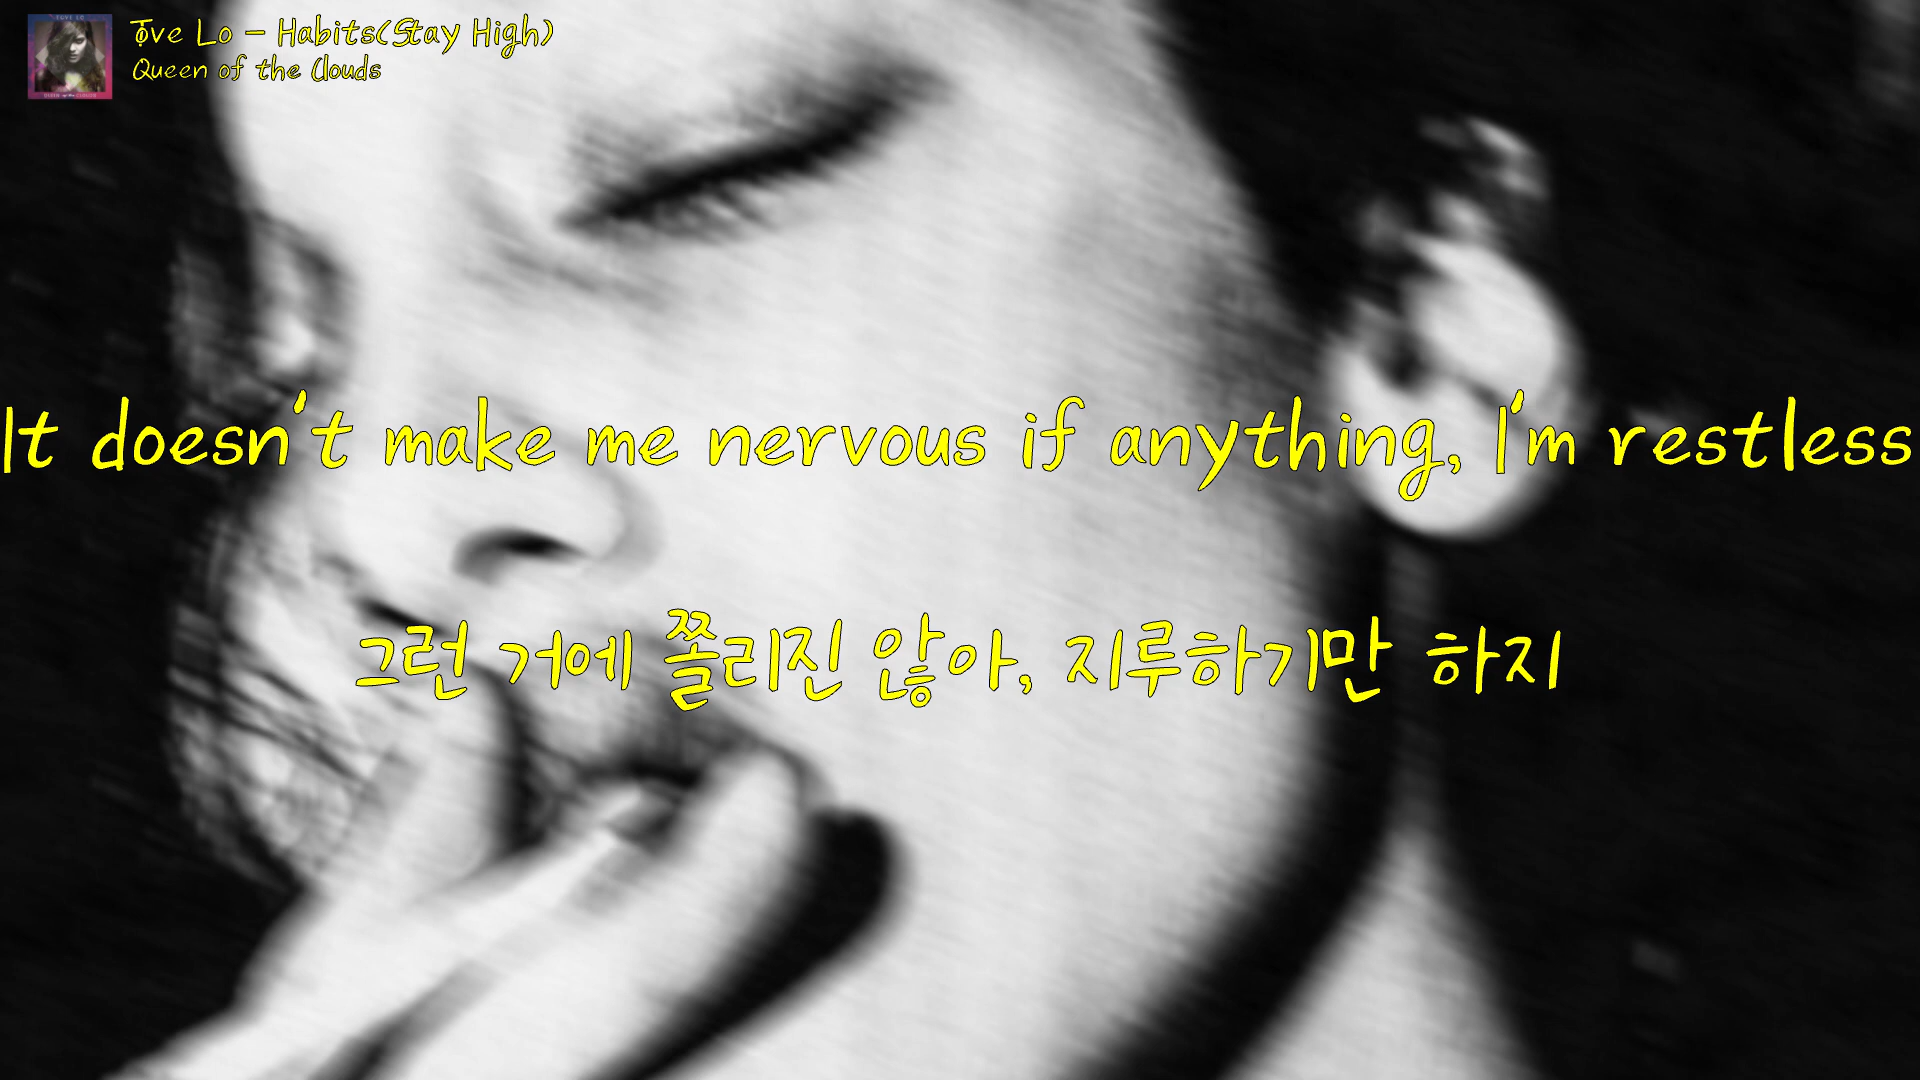 Tove Lo - Habits(Stay High)
Queen of the Clouds
It doesn't make me nervous if anything, I'm restless
그런 거에 쫄리진 않아, 지루하기만 하지